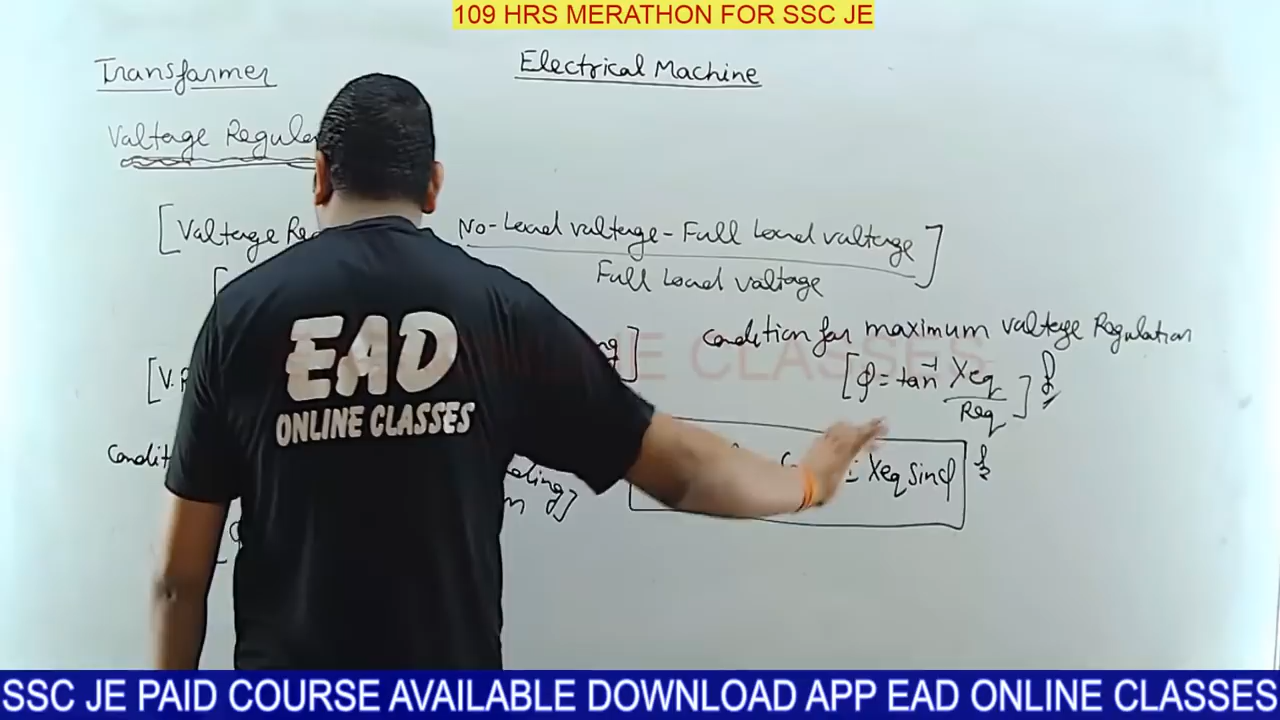 109 HRS MERATHON FOR SSC JE
Transformer
Electrical Machine
Voltage Regula
[Voltage Reg
No-Load voltage - Full Load voltage]
Full Load voltage
Condition for maximum voltage Regulation
[φ = tan⁻¹ Xeq
Req]
[V.R
EAD
ONLINE CLASSES
Condit
± Xeq Sinφ
SSC JE PAID COURSE AVAILABLE DOWNLOAD APP EAD ONLINE CLASSES